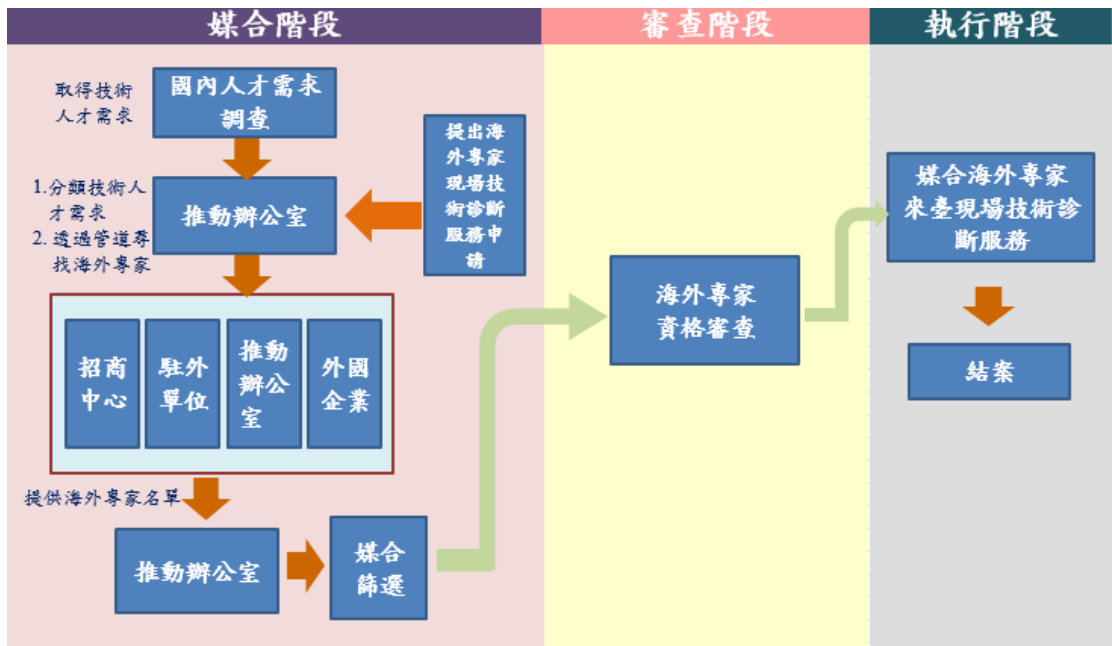 媒合階段
審查階段
執行階段
取得技術
人才需求
國內人才需求
調查
提出海
外專家
現場技
術診斷
服務申
請
1.分類技術人
才需求
2. 透過管道尋
找海外專家
推動辦公室
招商
中心
駐外
單位
推動
辦公
室
外國
企業
提供海外專家名單
推動辦公室
媒合
篩選
海外專家
資格審查
媒合海外專家
來臺現場技術診
斷服務
結案